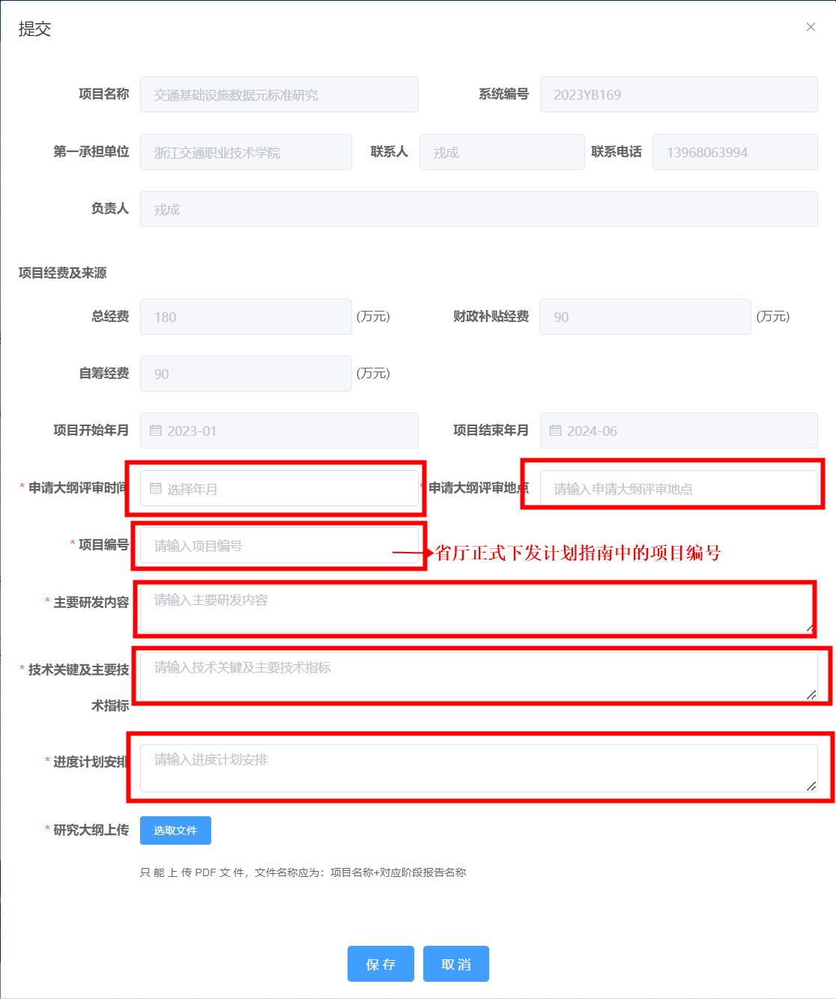 提交
项目名称 交通基础设施数据元标准研究 系统编号 2023YB169
第一承担单位 浙江交通职业技术学院 联系人 戎成 联系电话 13968063994
负责人 戎成
项目经费及来源
总经费 180 (万元) 财政补贴经费 90 (万元)
自筹经费 90 (万元)
项目开始年月 2023-01 项目结束年月 2024-06
* 申请大纲评审时间 选择年月 * 申请大纲评审地点 请输入申请大纲评审地点
* 项目编号 请输入项目编号 省厅正式下发计划指南中的项目编号
* 主要研发内容 请输入主要研发内容
* 技术关键及主要技 请输入技术关键及主要技术指标
术指标
* 进度计划安排 请输入进度计划安排
* 研究大纲上传 选取文件
只 能 上 传 PDF 文 件，文件名称应为：项目名称+对应阶段报告名称
保 存 取 消